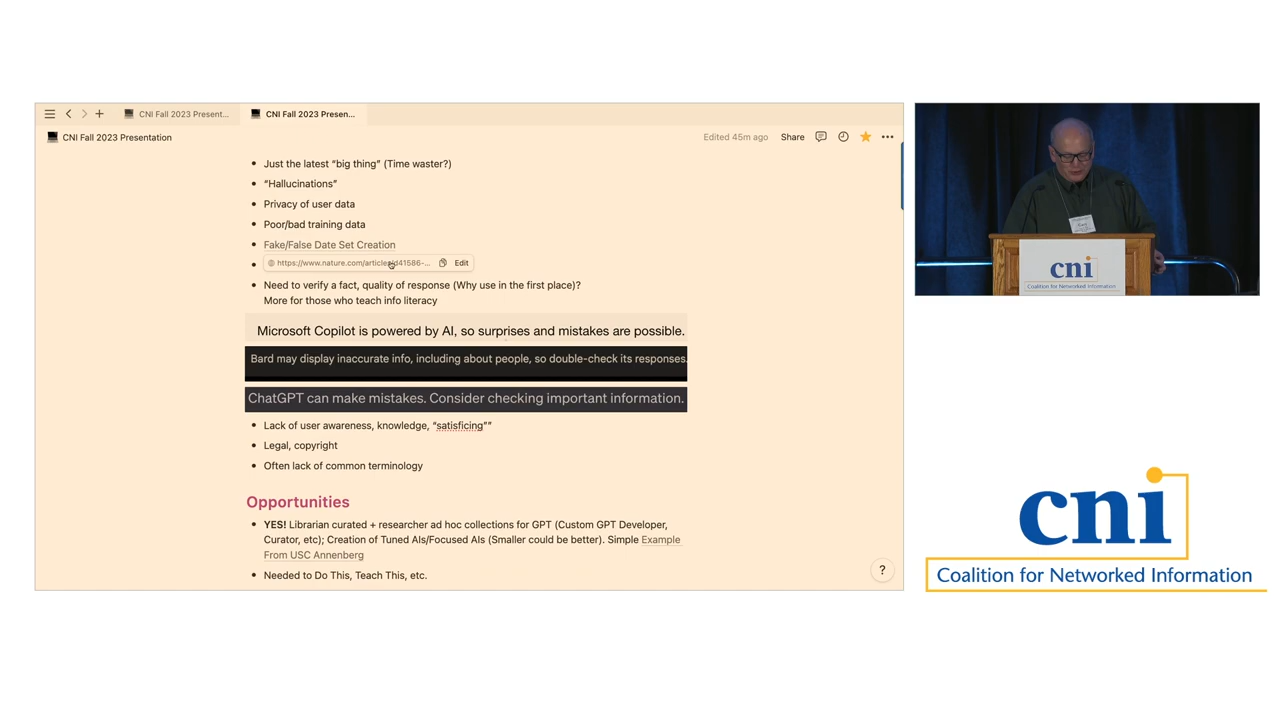 CNI Fall 2023 Present...
CNI Fall 2023 Presen...
CNI Fall 2023 Presentation
Edited 45m ago
Share
Just the latest “big thing” (Time waster?)
“Hallucinations”
Privacy of user data
Poor/bad training data
Fake/False Date Set Creation
https://www.nature.com/articles/d41586-...
Edit
Need to verify a fact, quality of response (Why use in the first place)?
More for those who teach info literacy
Microsoft Copilot is powered by AI, so surprises and mistakes are possible.
Bard may display inaccurate info, including about people, so double-check its responses.
ChatGPT can make mistakes. Consider checking important information.
Lack of user awareness, knowledge, “satisficing””
Legal, copyright
Often lack of common terminology
Opportunities
YES! Librarian curated + researcher ad hoc collections for GPT (Custom GPT Developer,
Curator, etc); Creation of Tuned AIs/Focused AIs (Smaller could be better). Simple Example
From USC Annenberg
Needed to Do This, Teach This, etc.
?
cni
Coalition for Networked Information
cni
Coalition for Networked Information